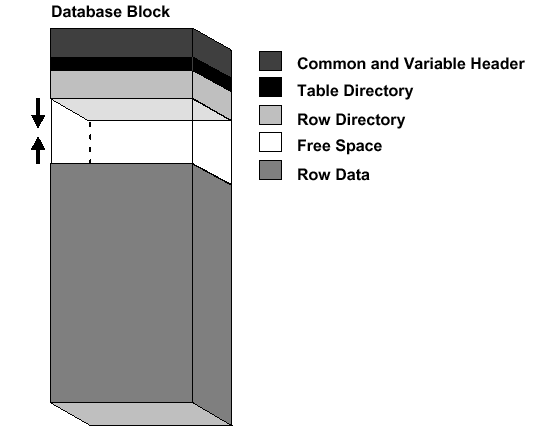 Database Block
Common and Variable Header
Table Directory
Row Directory
Free Space
Row Data